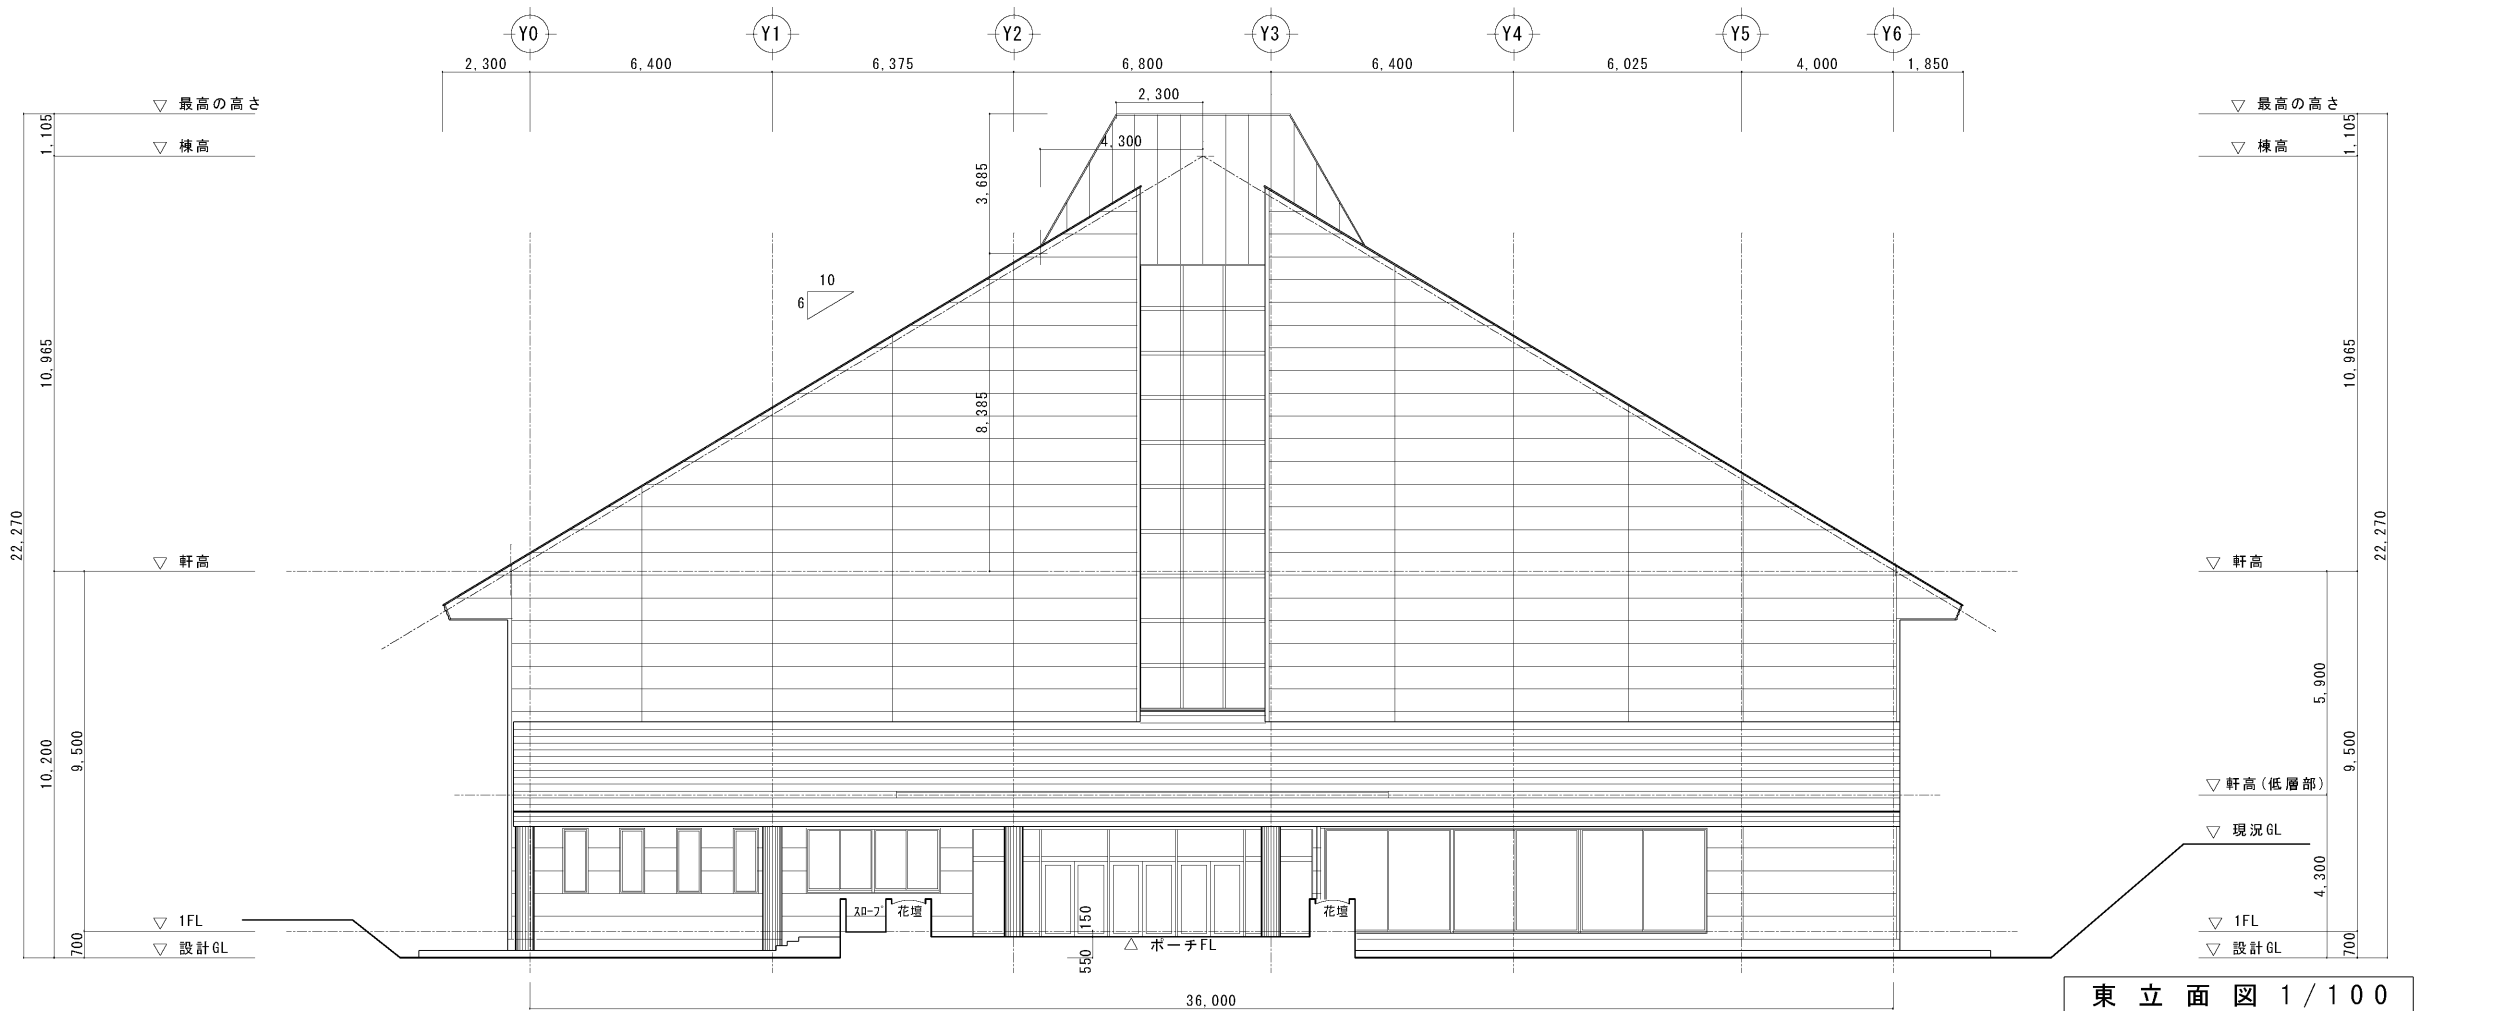 Y0 Y1 Y2 Y3 Y4 Y5 Y6
2,300 6,400 6,375 6,800 6,400 6,025 4,000 1,850
2,300
最高の高さ
最高の高さ
1,105
1,105
棟高
棟高
4,300
3,685
10
6
10,965
10,965
8,385
22,270
22,270
軒高
軒高
5,900
10,200
9,500
9,500
軒高(低層部)
現況GL
4,300
1FL
スロープ
花壇
花壇
150
1FL
設計GL
ポーチFL
設計GL
700
550
700
36,000
東立面図 1/100